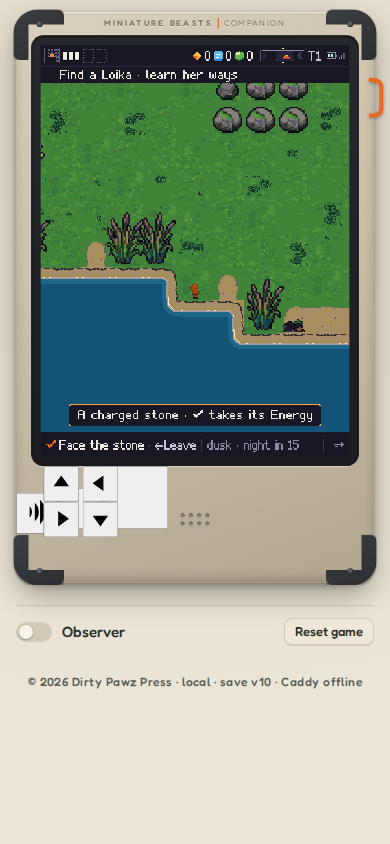 MINIATURE BEASTS | COMPANION
0 0 0 T1
Find a Loika · learn her ways
A charged stone · ✓ takes its Energy
✓ Face the stone · ← Leave | dusk · night in 15 →
Observer
Reset game
© 2026 Dirty Pawz Press · local · save v10 · Caddy offline